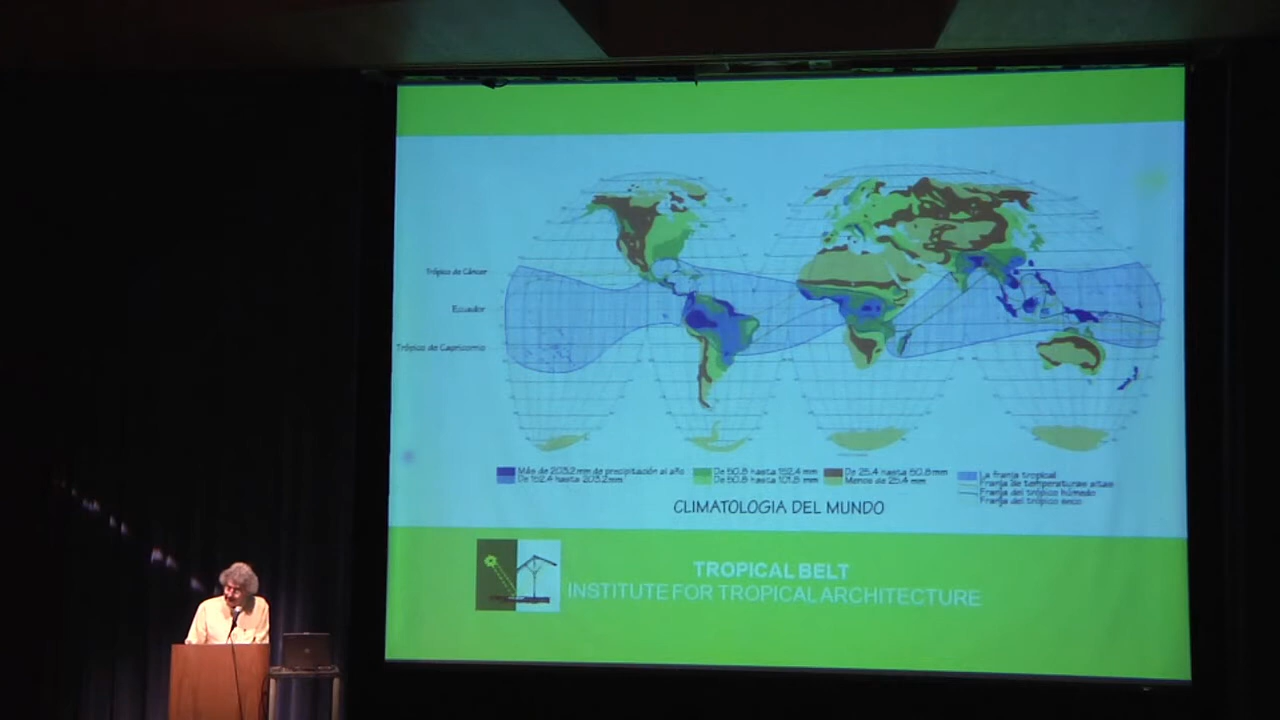 Trópico de Cáncer
Ecuador
Trópico de Capricornio
Más de 203.2 mm de precipitación al año
De 152.4 hasta 203.2 mm
De 50.8 hasta 152.4 mm
De 50.8 hasta 101.6 mm
De 25.4 hasta 50.8 mm
Menos de 25.4 mm
La franja tropical
Franja de temperaturas altas
Franja del trópico húmedo
Franja del trópico seco
CLIMATOLOGIA DEL MUNDO
TROPICAL BELT
INSTITUTE FOR TROPICAL ARCHITECTURE